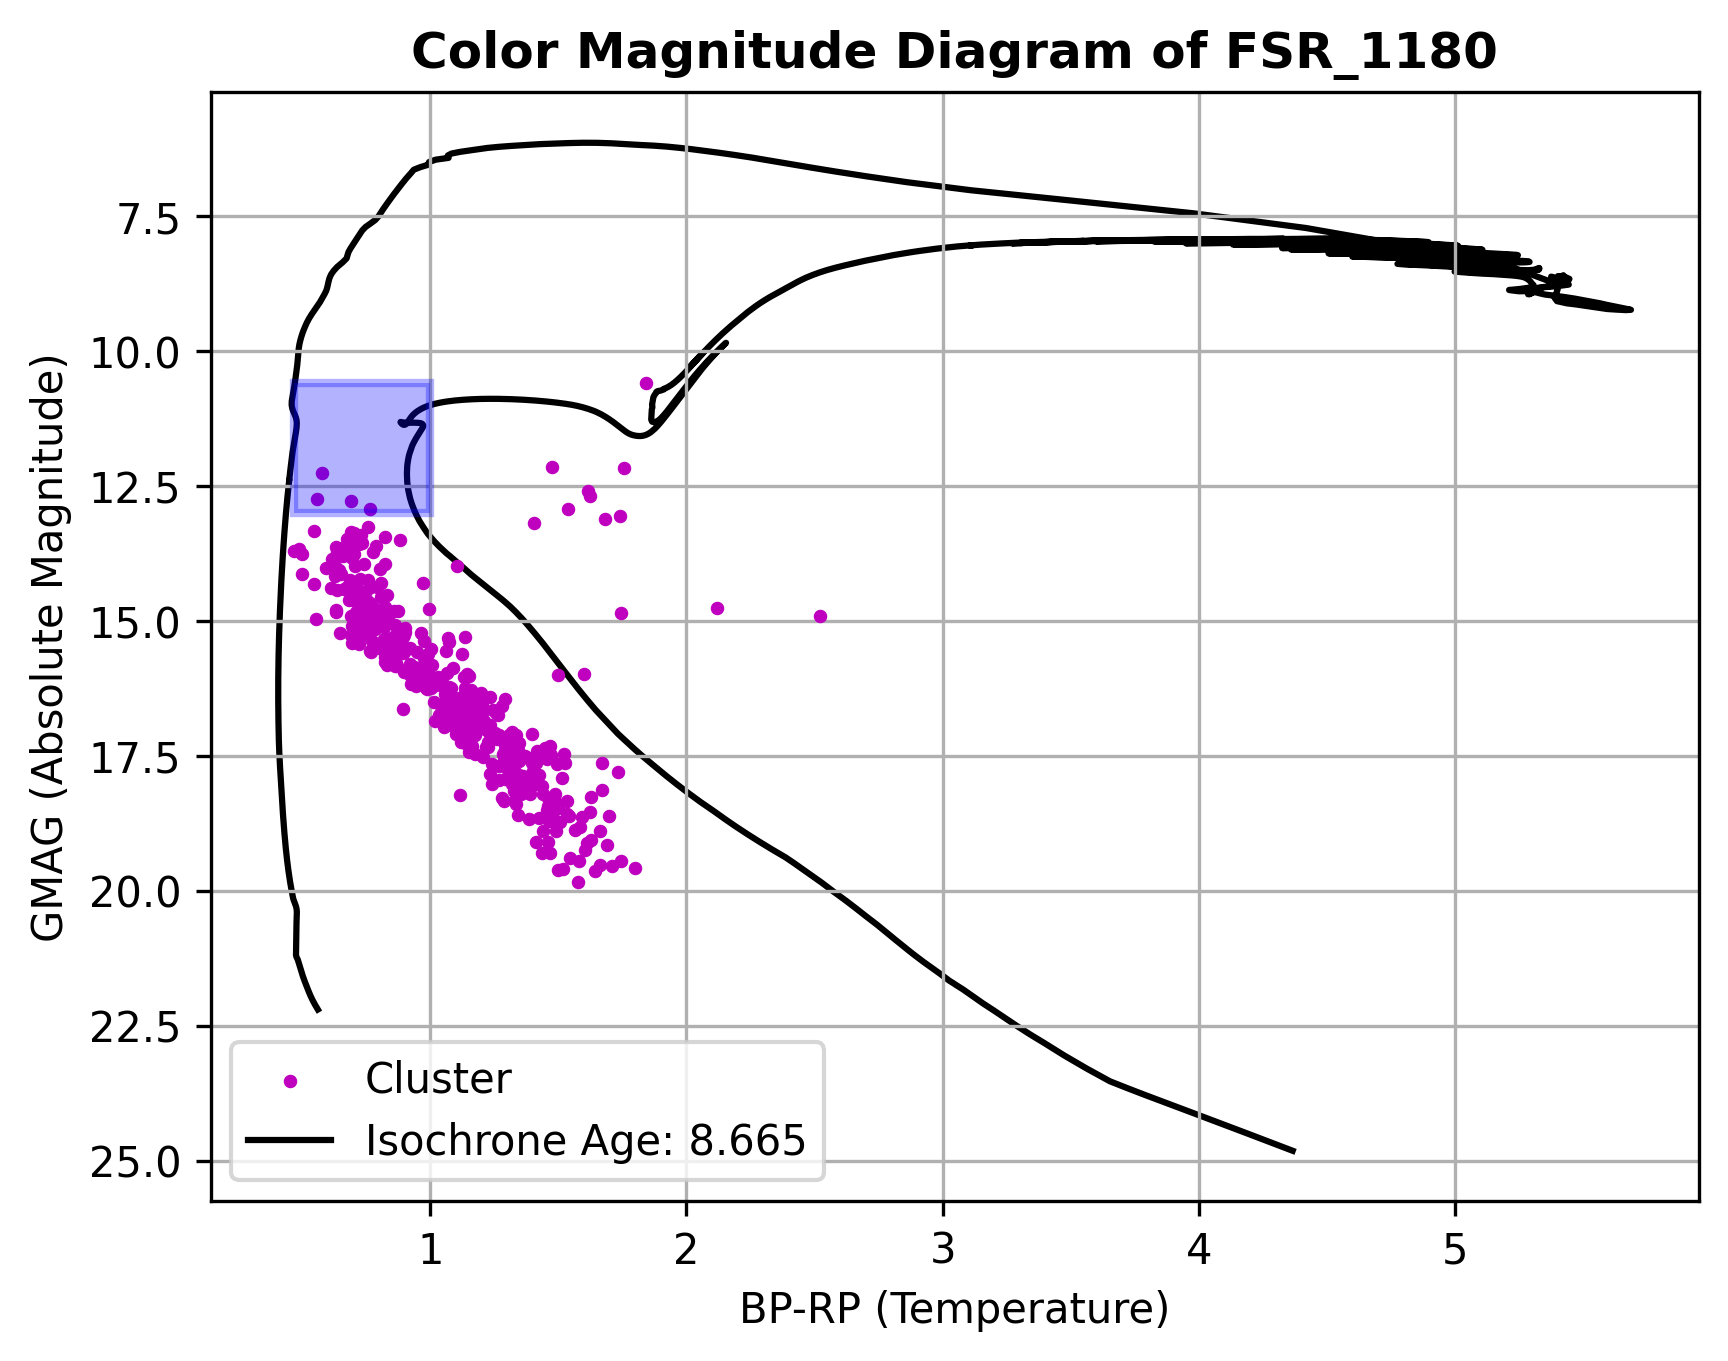 Color Magnitude Diagram of FSR_1180
GMAG (Absolute Magnitude)
7.5
10.0
12.5
15.0
17.5
20.0
22.5
25.0
Cluster
Isochrone Age: 8.665
1 2 3 4 5
BP-RP (Temperature)